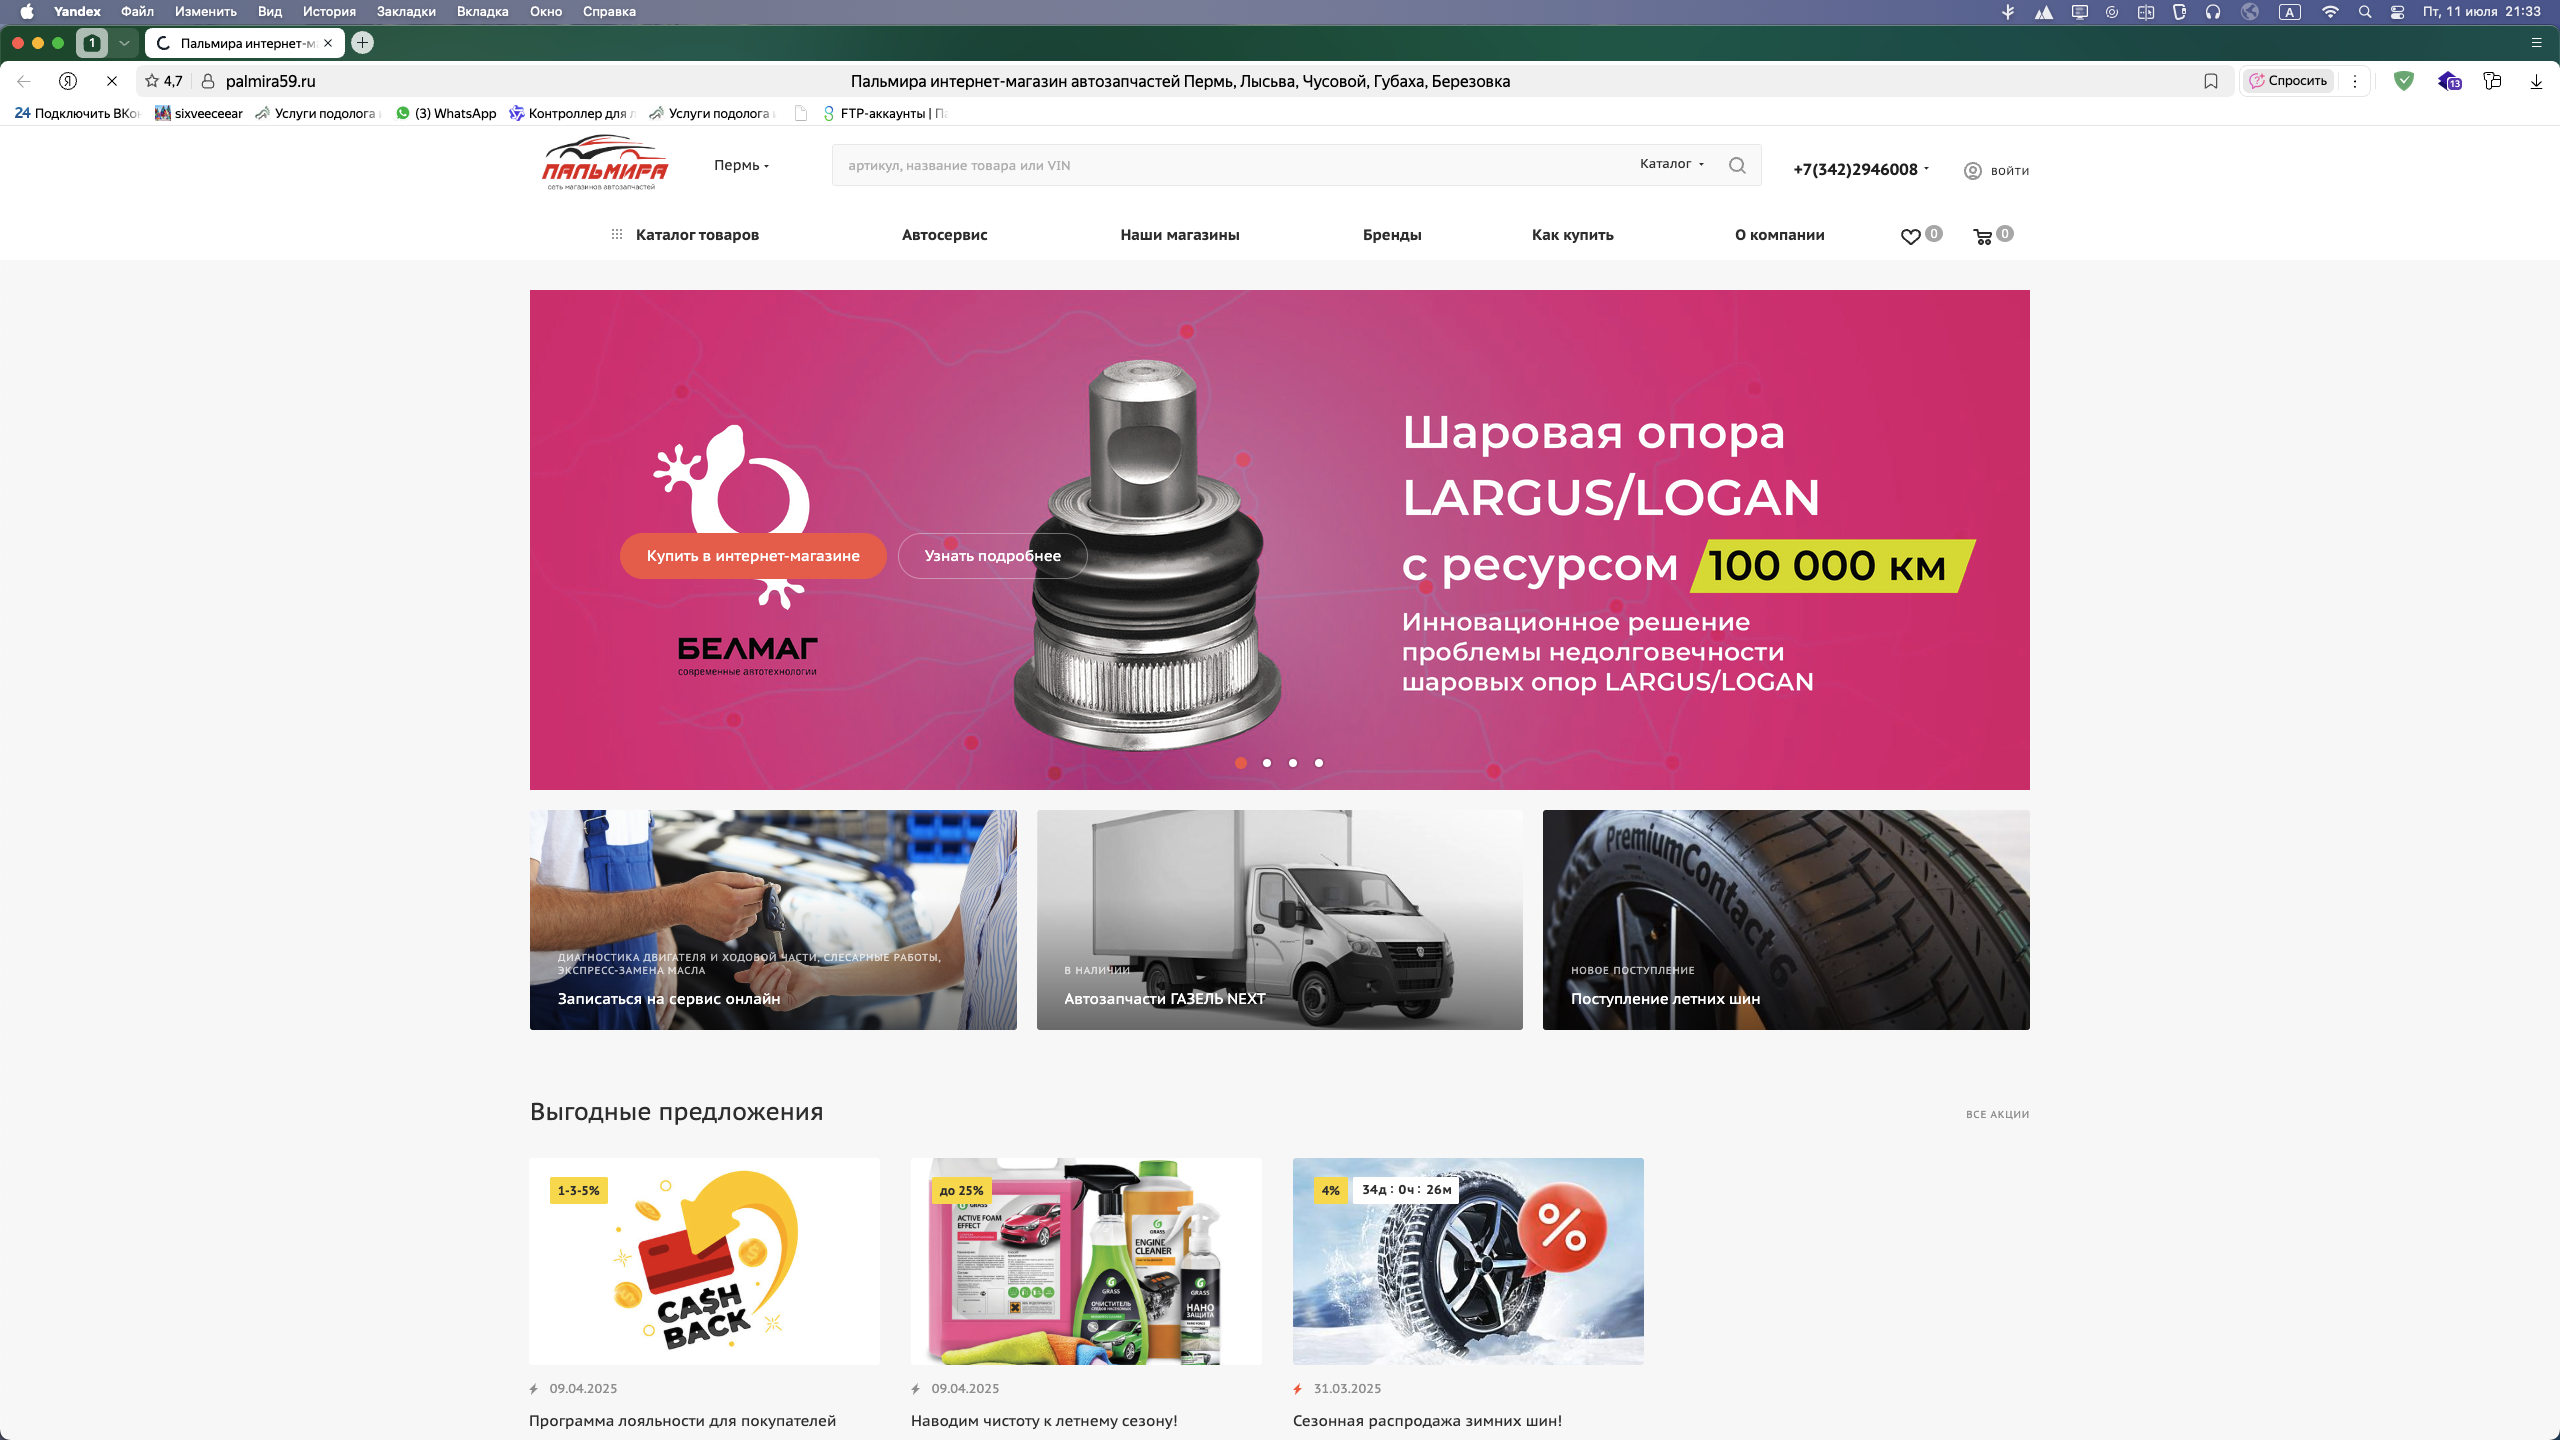 Yandex Файл Изменить Вид История Закладки Вкладка Окно Справка
A Пт, 11 июля 21:33
1 Пальмира интернет-м
4,7 palmira59.ru Пальмира интернет-магазин автозапчастей Пермь, Лысьва, Чусовой, Губаха, Березовка Спросить 13
24 Подключить ВКон sixveeceear Услуги подолога (3) WhatsApp Контроллер для Услуги подолога FTP-аккаунты |
ПАЛЬМИРА
сеть магазинов автозапчастей
Пермь
артикул, название товара или VIN
Каталог
+7(342)2946008
войти
Каталог товаров Автосервис Наши магазины Бренды Как купить О компании 0 0
Шаровая опора
LARGUS/LOGAN
с ресурсом 100 000 км
Инновационное решение
проблемы недолговечности
шаровых опор LARGUS/LOGAN
Купить в интернет-магазине Узнать подробнее
БЕЛМАГ
современные автотехнологии
ДИАГНОСТИКА ДВИГАТЕЛЯ И ХОДОВОЙ ЧАСТИ, СЛЕСАРНЫЕ РАБОТЫ,
ЭКСПРЕСС-ЗАМЕНА МАСЛА
Записаться на сервис онлайн
В НАЛИЧИИ
Автозапчасти ГАЗЕЛЬ NEXT
PremiumContact 6
НОВОЕ ПОСТУПЛЕНИЕ
Поступление летних шин
Выгодные предложения
ВСЕ АКЦИИ
1-3-5%
CA$H
BACK
09.04.2025
Программа лояльности для покупателей
до 25%
GRASS
ACTIVE FOAM
EFFECT
GRASS
ENGINE
CLEANER
GRASS
ОЧИСТИТЕЛЬ
GRASS
НАНО
ЗАЩИТА
09.04.2025
Наводим чистоту к летнему сезону!
4% 34д : 0ч : 26м
%
31.03.2025
Сезонная распродажа зимних шин!